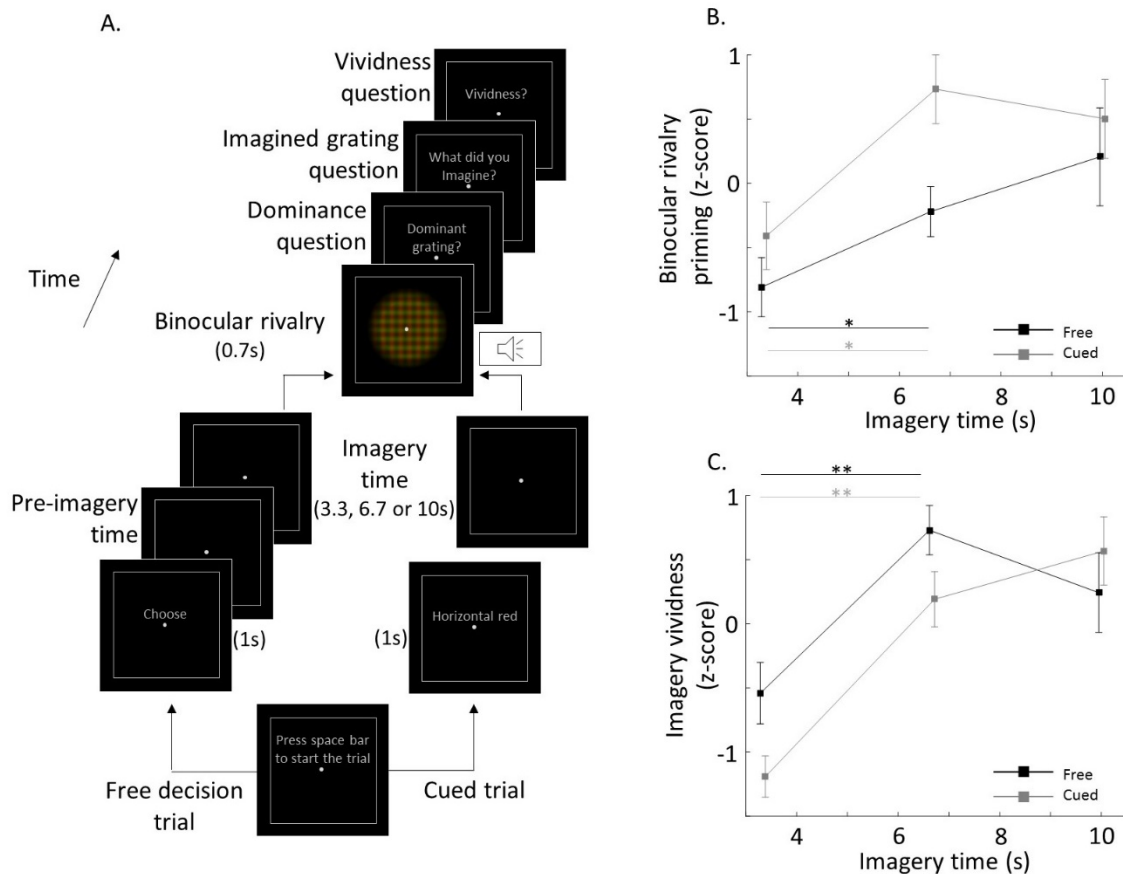 A.
Vividness
question
Vividness?
Imagined grating
question
What did you
Imagine?
Dominance
question
Dominant
grating?
Time
Binocular rivalry
(0.7s)
Pre-imagery
time
Imagery
time
(3.3, 6.7 or 10s)
Choose
(1s)
(1s)
Horizontal red
Press space bar
to start the trial
Free decision
trial
Cued trial
B.
Binocular rivalry
priming (z-score)
1
0
-1
*
*
Free
Cued
4
6
8
10
Imagery time (s)
C.
Imagery vividness
(z-score)
**
**
1
0
-1
Free
Cued
4
6
8
10
Imagery time (s)